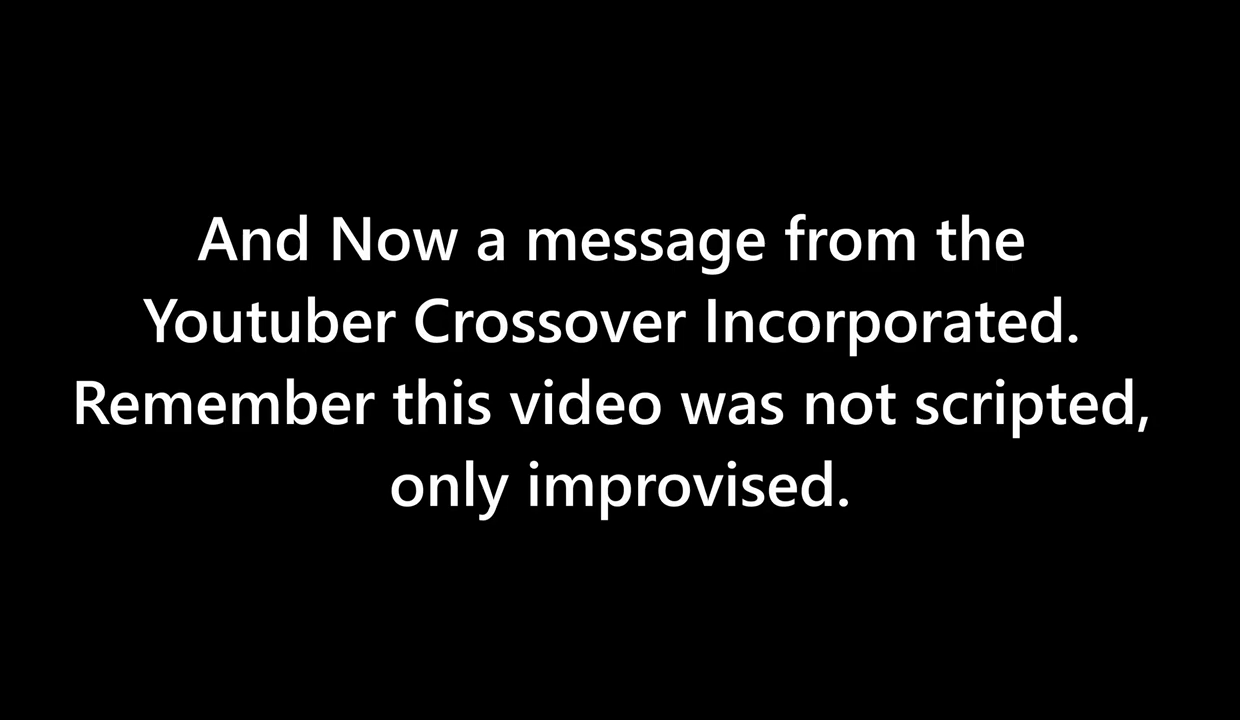 And Now a message from the
Youtuber Crossover Incorporated.
Remember this video was not scripted,
only improvised.